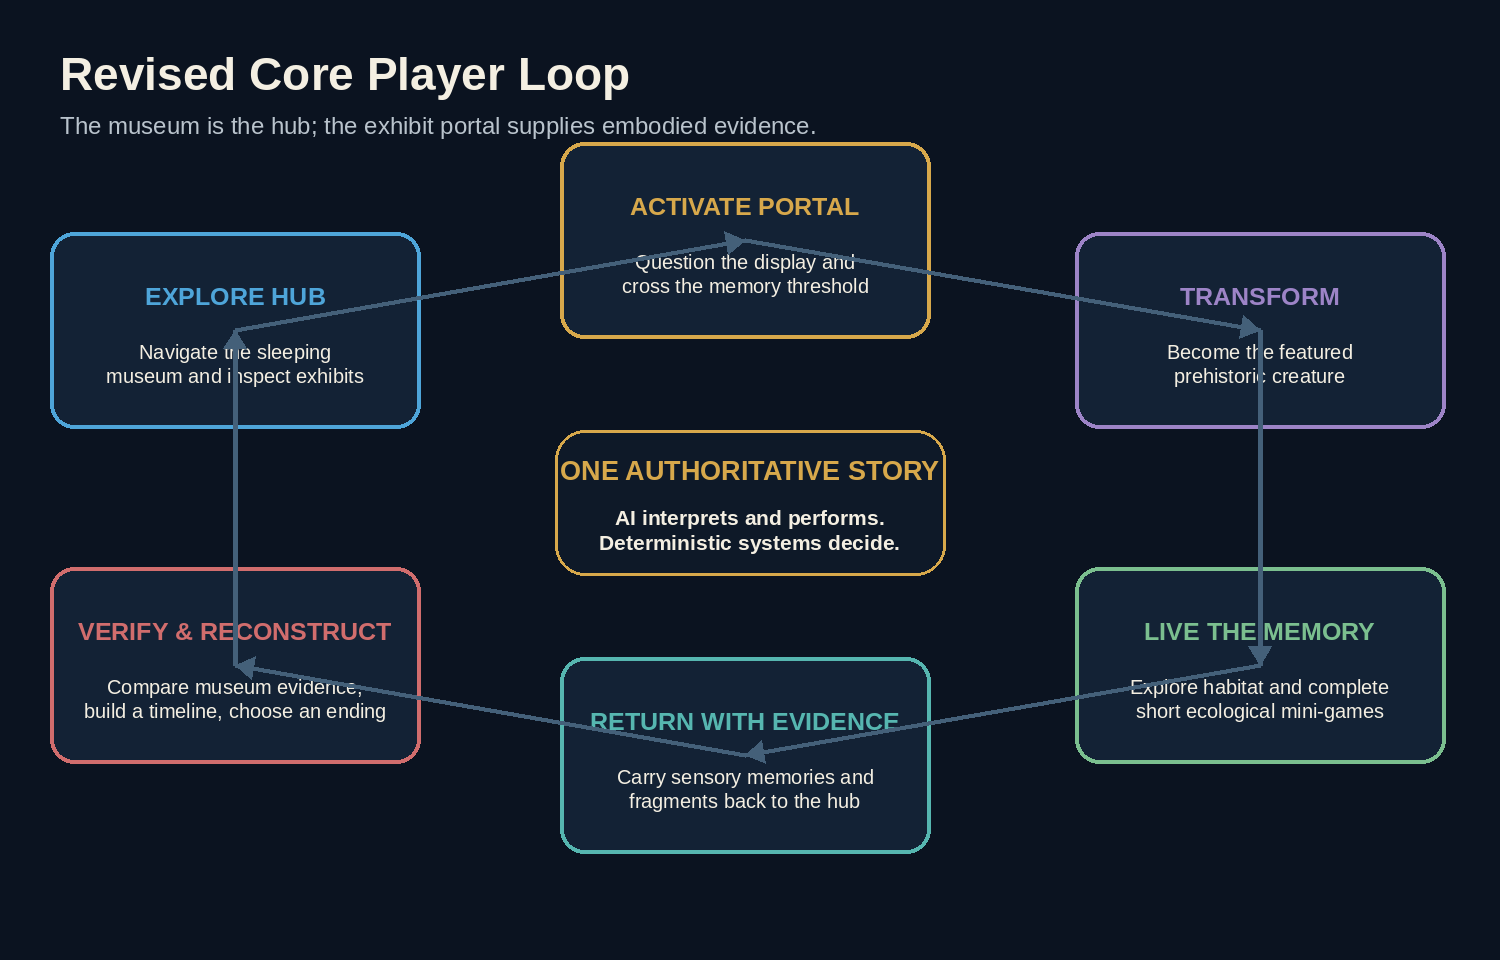 Revised Core Player Loop
The museum is the hub; the exhibit portal supplies embodied evidence.
ACTIVATE PORTAL
Question the display and
cross the memory threshold
EXPLORE HUB
Navigate the sleeping
museum and inspect exhibits
TRANSFORM
Become the featured
prehistoric creature
ONE AUTHORITATIVE STORY
AI interprets and performs.
Deterministic systems decide.
VERIFY & RECONSTRUCT
Compare museum evidence,
build a timeline, choose an ending
LIVE THE MEMORY
Explore habitat and complete
short ecological mini-games
RETURN WITH EVIDENCE
Carry sensory memories and
fragments back to the hub